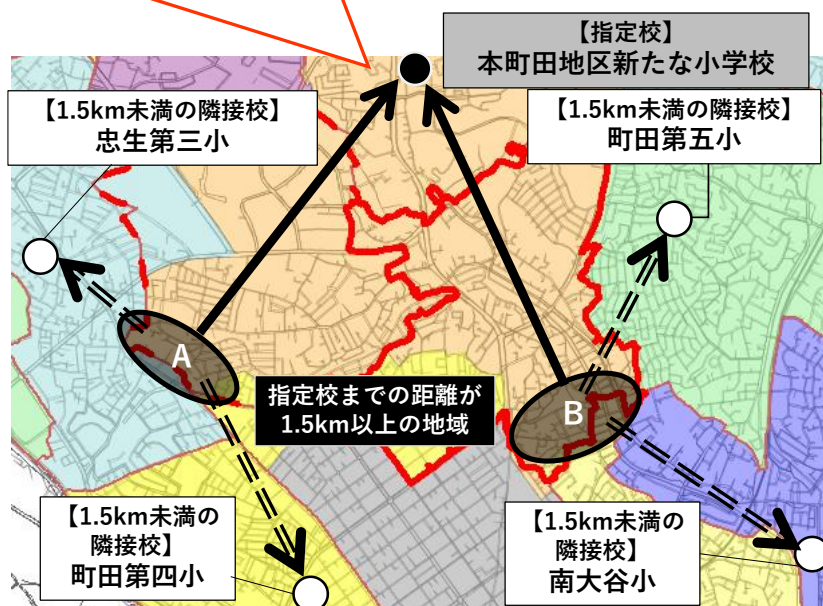 【指定校】
本町田地区新たな小学校
【1.5km未満の隣接校】
忠生第三小
【1.5km未満の隣接校】
町田第五小
A
指定校までの距離が
1.5km以上の地域
B
【1.5km未満の
隣接校】
町田第四小
【1.5km未満の
隣接校】
南大谷小